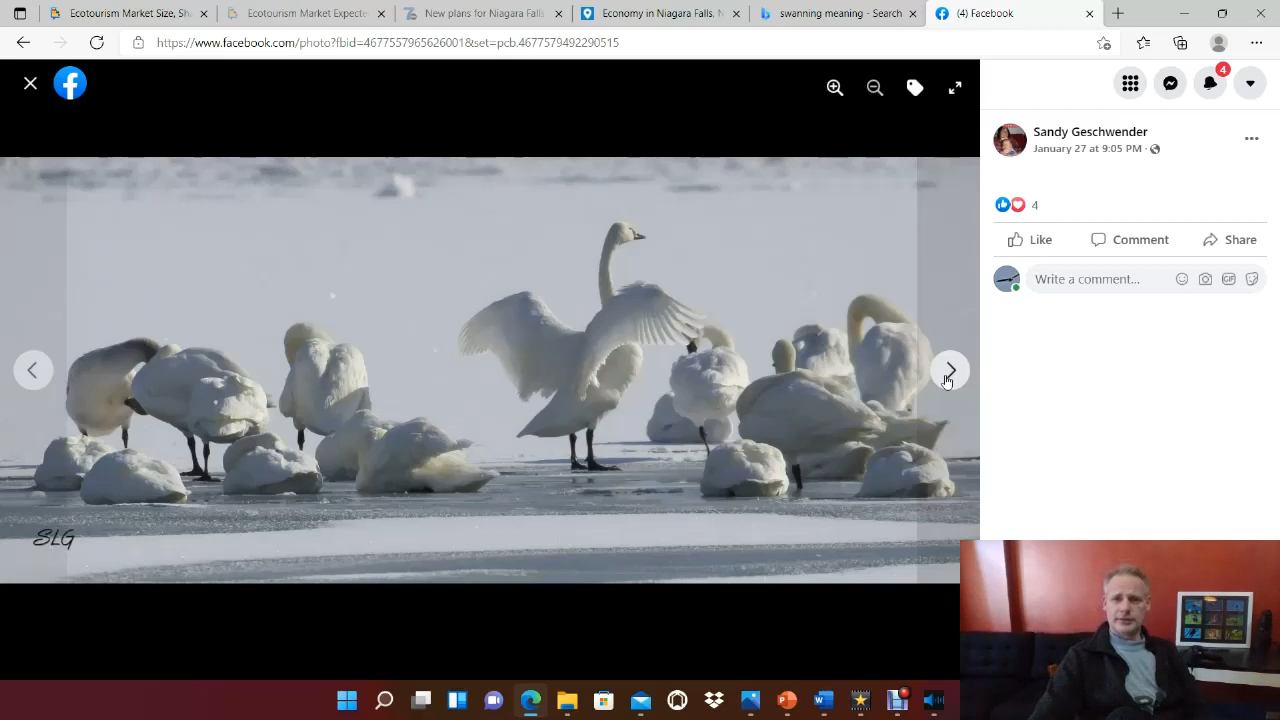 Ecotourism Market Size, Sh
Ecotourism Market Expecte
New plans for Niagara Falls
Economy in Niagara Falls, N
swanning meaning - Search
(4) Facebook
https://www.facebook.com/photo?fbid=4677557965626001&set=pcb.4677579492290515
4
Sandy Geschwender
January 27 at 9:05 PM ·
4
Like
Comment
Share
Write a comment...
GIF
SLG